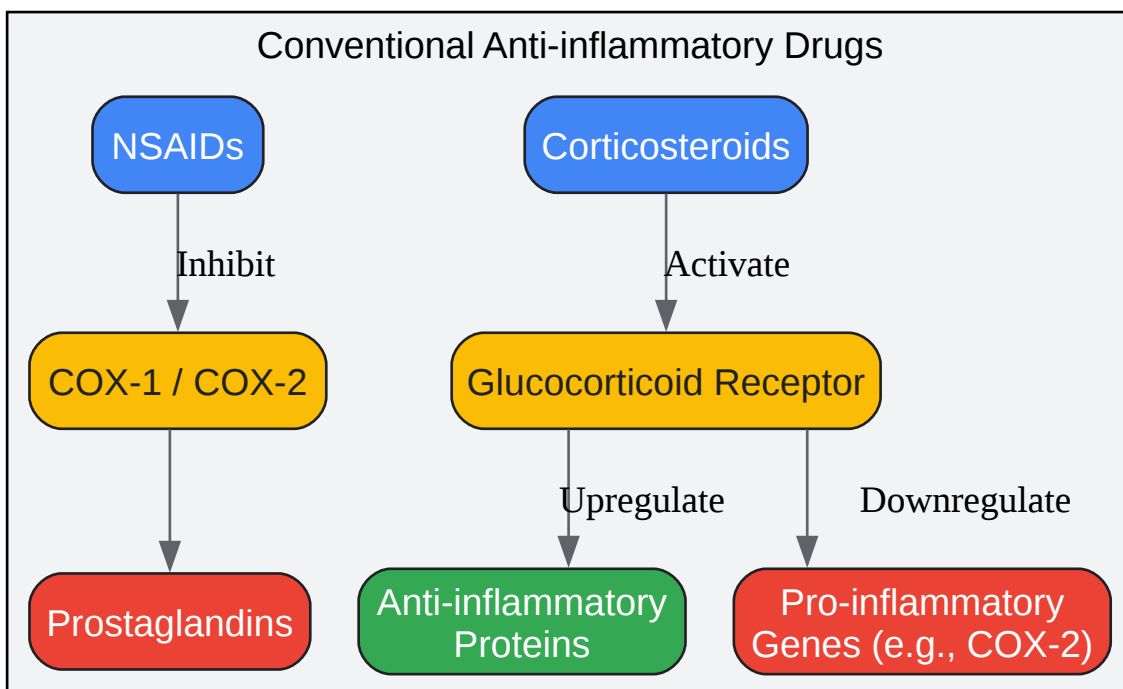 Conventional Anti-inflammatory Drugs
NSAIDs
Corticosteroids
Inhibit
Activate
COX-1 / COX-2
Glucocorticoid Receptor
Upregulate
Downregulate
Prostaglandins
Anti-inflammatory
Proteins
Pro-inflammatory
Genes (e.g., COX-2)